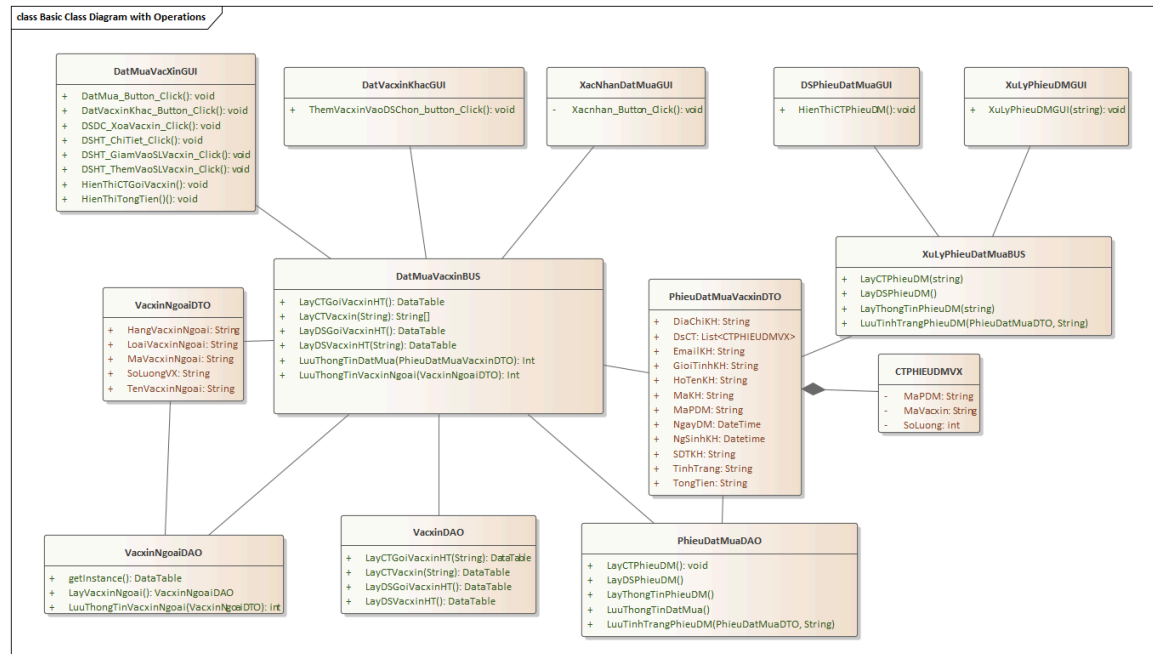 class Basic Class Diagram with Operations
DatMuaVacXinGUI
+ DatMua_Button_Click(): void
+ DatVacxinKhac_Button_Click(): void
+ DSDC_XoaVacxin_Click(): void
+ DSHT_ChiTiet_Click(): void
+ DSHT_GiamVaoSLVacxin_Click(): void
+ DSHT_ThemVaoSLVacxin_Click(): void
+ HienThiCTGoiVacxin(): void
+ HienThiTongTien()(): void
DatVacxinKhacGUI
+ ThemVacxinVaoDSChon_button_Click(): void
XacNhanDatMuaGUI
- Xacnhan_Button_Click(): void
DSPhieuDatMuaGUI
+ HienThiCTPhieuDM(): void
XuLyPhieuDMGUI
+ XuLyPhieuDMGUI(string): void
DatMuaVacxinBUS
+ LayCTGoiVacxinHT(): DataTable
+ LayCTVacxin(String): String[]
+ LayDSGoiVacxinHT(): DataTable
+ LayDSVacxinHT(String): DataTable
+ LuuThongTinDatMua(PhieuDatMuaVacxinDTO): Int
+ LuuThongTinVacxinNgoai(VacxinNgoaiDTO): Int
XuLyPhieuDatMuaBUS
+ LayCTPhieuDM(string)
+ LayDSPhieuDM()
+ LayThongTinPhieuDM(string)
+ LuuTinhTrangPhieuDM(PhieuDatMuaDTO, String)
VacxinNgoaiDTO
+ HangVacxinNgoai: String
+ LoaiVacxinNgoai: String
+ MaVacxinNgoai: String
+ SoLuongVX: String
+ TenVacxinNgoai: String
PhieuDatMuaVacxinDTO
+ DiaChiKH: String
+ DsCT: List<CTPHIEUDMVX>
+ EmailKH: String
+ GioiTinhKH: String
+ HoTenKH: String
+ MaKH: String
+ MaPDM: String
+ NgayDM: DateTime
+ NgSinhKH: Datetime
+ SDTKH: String
+ TinhTrang: String
+ TongTien: String
CTPHIEUDMVX
- MaPDM: String
- MaVacxin: String
- SoLuong: int
VacxinNgoaiDAO
+ getInstance(): DataTable
+ LayVacxinNgoai(): VacxinNgoaiDAO
+ LuuThongTinVacxinNgoai(VacxinNgoaiDTO): int
VacxinDAO
+ LayCTGoiVacxinHT(String): DataTable
+ LayCTVacxin(String): DataTable
+ LayDSGoiVacxinHT(): DataTable
+ LayDSVacxinHT(): DataTable
PhieuDatMuaDAO
+ LayCTPhieuDM(): void
+ LayDSPhieuDM()
+ LayThongTinPhieuDM()
+ LuuThongTinDatMua()
+ LuuTinhTrangPhieuDM(PhieuDatMuaDTO, String)